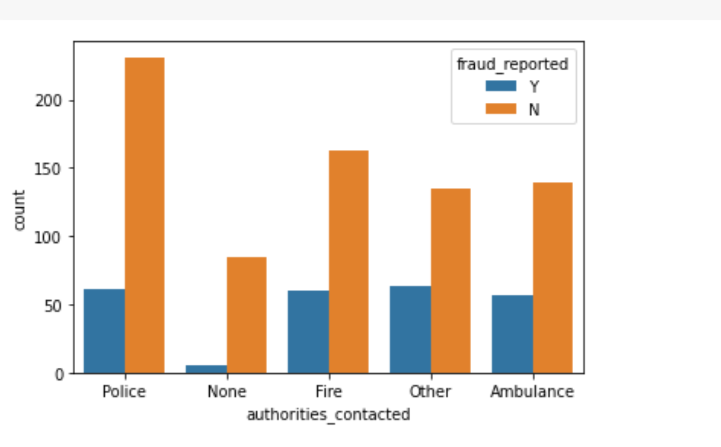 fraud_reported
Y
N
200
150
100
50
0
count
Police None Fire Other Ambulance
authorities_contacted